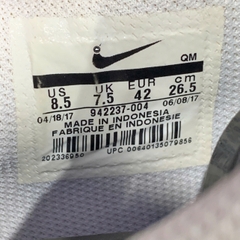 QM
US UK EUR cm
8.5 7.5 42 26.5
04/18/17 06/08/17
942237-004
MADE IN INDONESIA
FABRIQUE EN INDONESIE
UPC 00640135079856